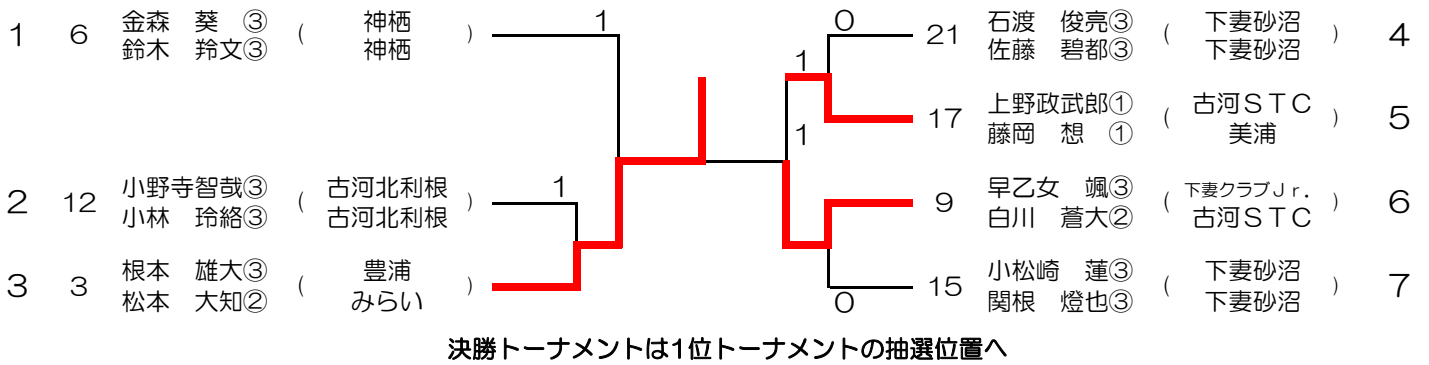 1 6 金森 葵 ③ ( 神栖 ) 1
鈴木 羚文③ 神栖
2 12 小野寺智哉③ ( 古河北利根 ) 1
小林 玲絡③ 古河北利根
3 3 根本 雄大③ ( 豊浦 )
松本 大知② みらい
0 21 石渡 俊亮③ ( 下妻砂沼 ) 4
佐藤 碧都③ 下妻砂沼
1
17 上野政武郎① ( 古河STC ) 5
藤岡 想 ① 美浦
1
9 早乙女 颯③ ( 下妻クラブJr. ) 6
白川 蒼大② 古河STC
15 小松崎 蓮③ ( 下妻砂沼 ) 7
0 関根 燈也③ 下妻砂沼
決勝トーナメントは1位トーナメントの抽選位置へ